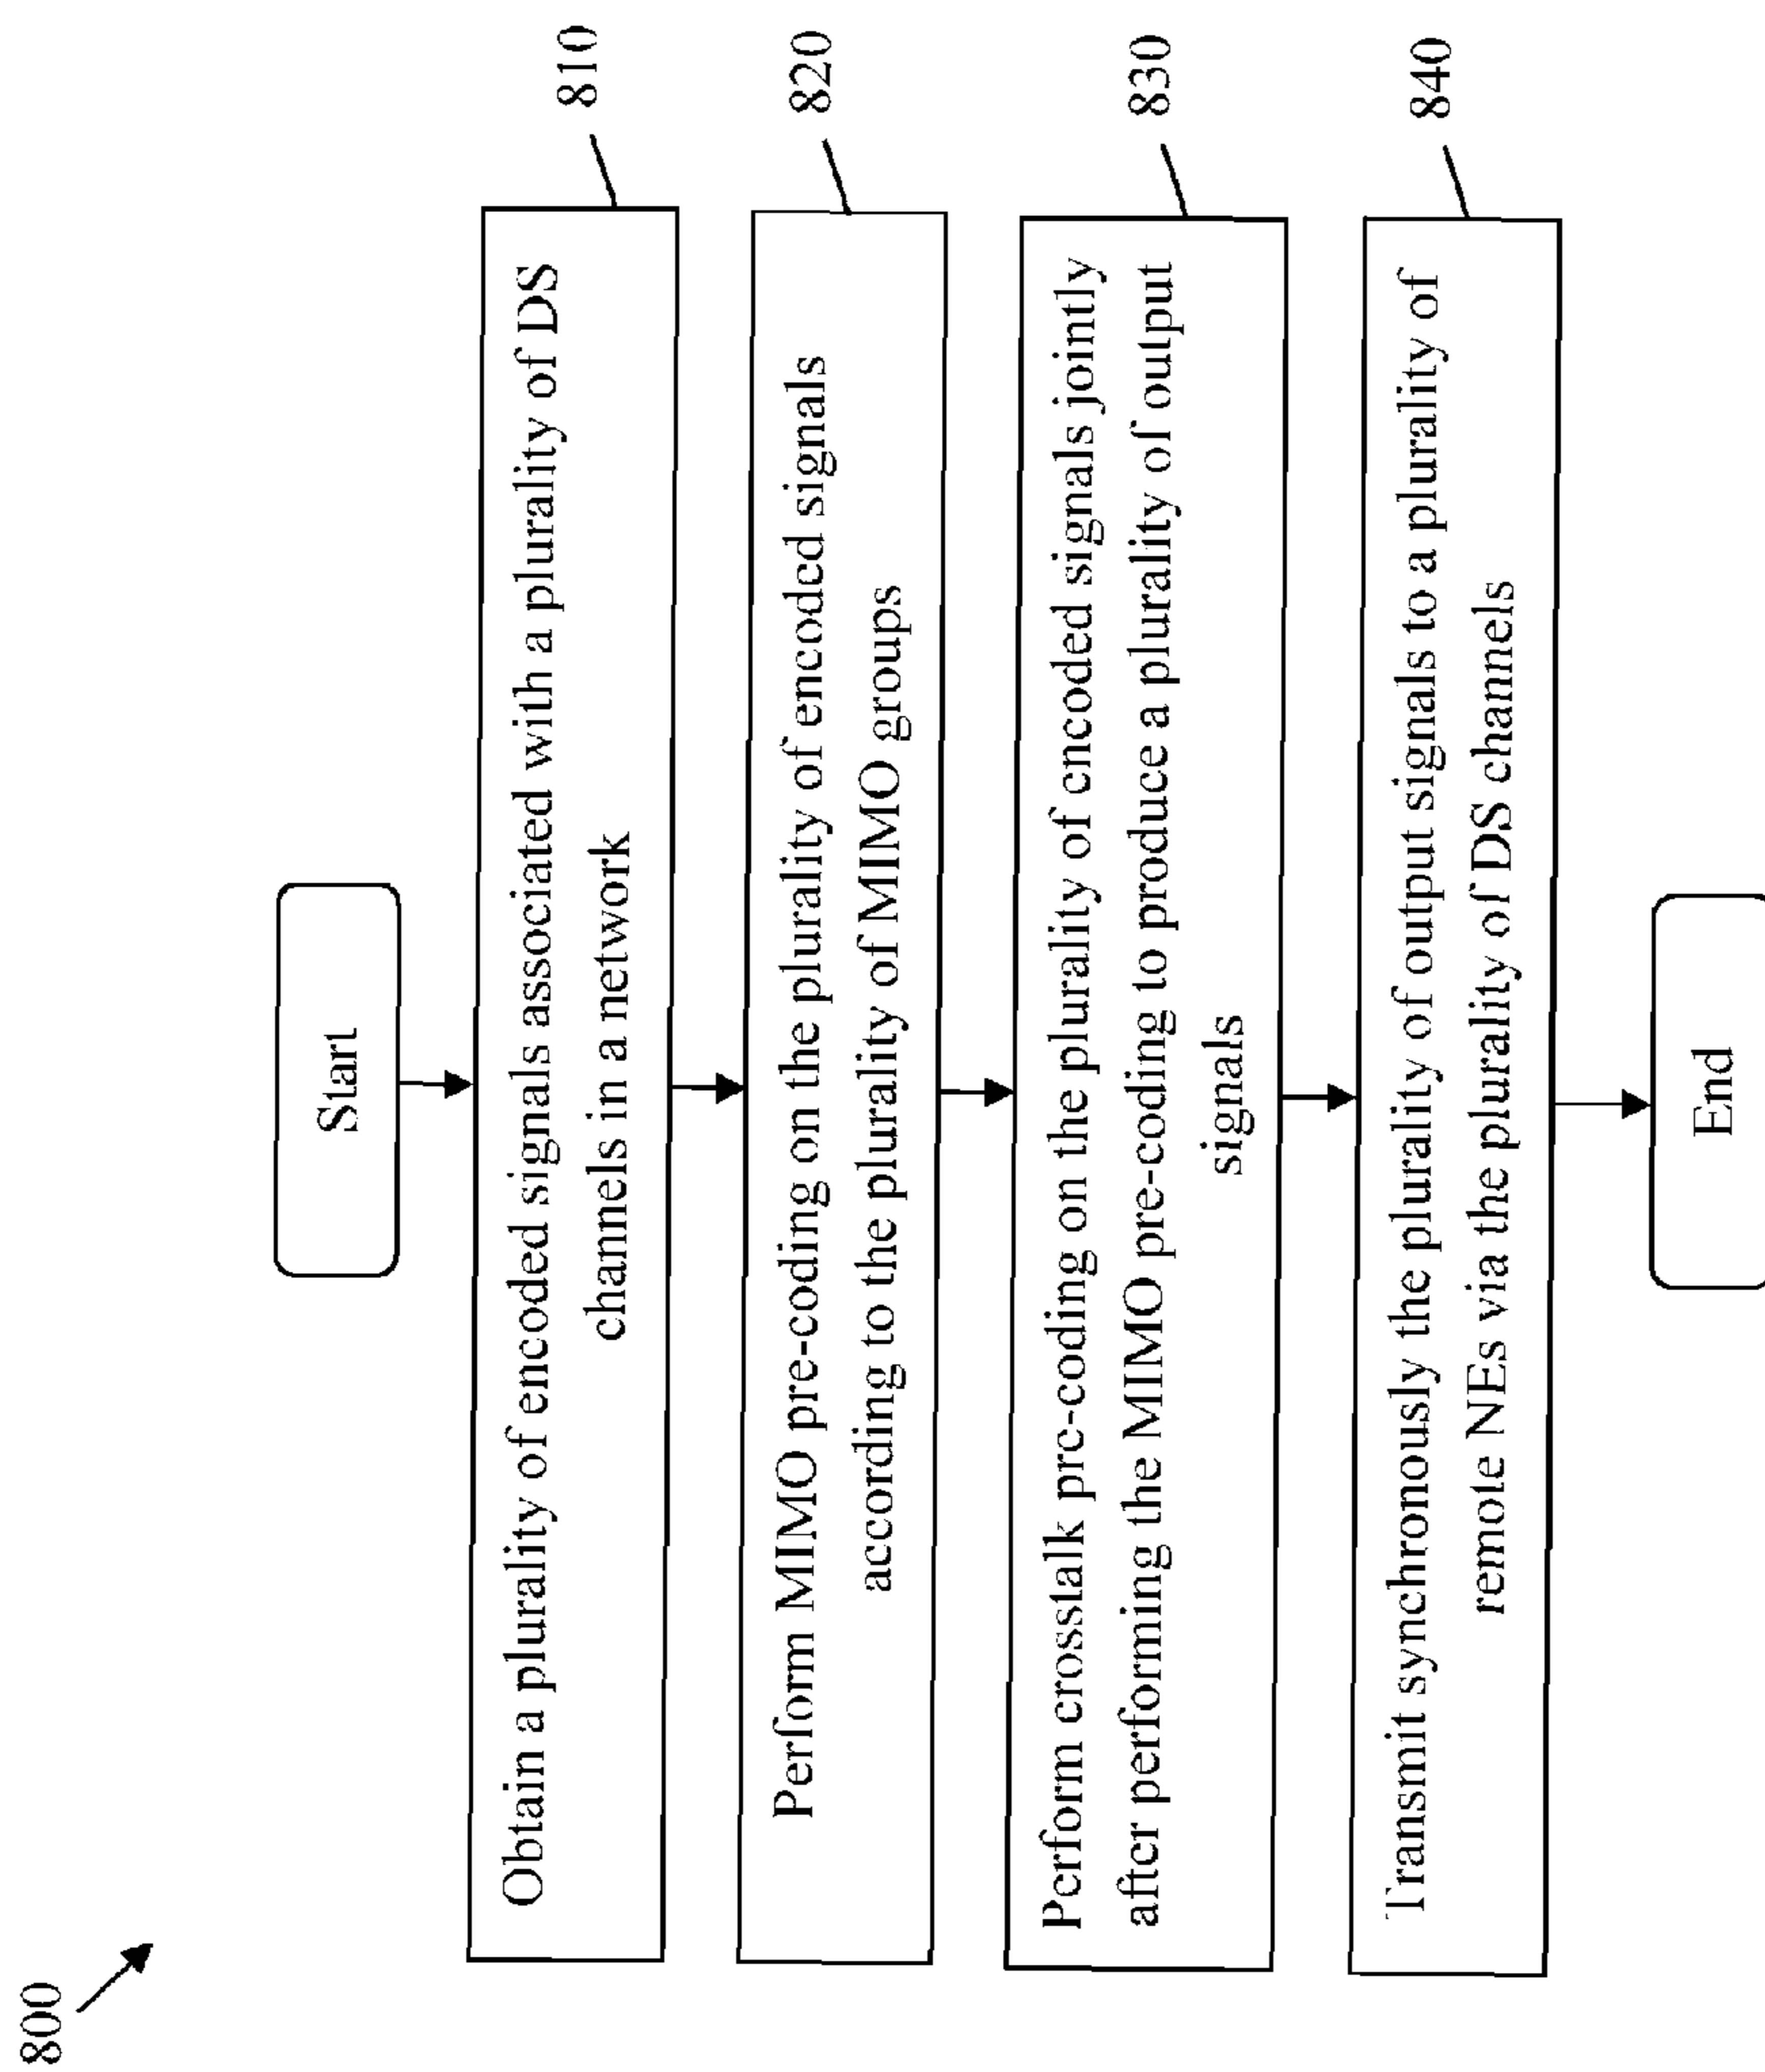 800
Start
Obtain a plurality of encoded signals associated with a plurality of DS
channels in a network
810
Perform MIMO pre-coding on the plurality of encoded signals
according to the plurality of MIMO groups
820
Perform crosstalk pre-coding on the plurality of encoded signals jointly
after performing the MIMO pre-coding to produce a plurality of output
signals
830
Transmit synchronously the plurality of output signals to a plurality of
remote NEs via the plurality of DS channels
840
End